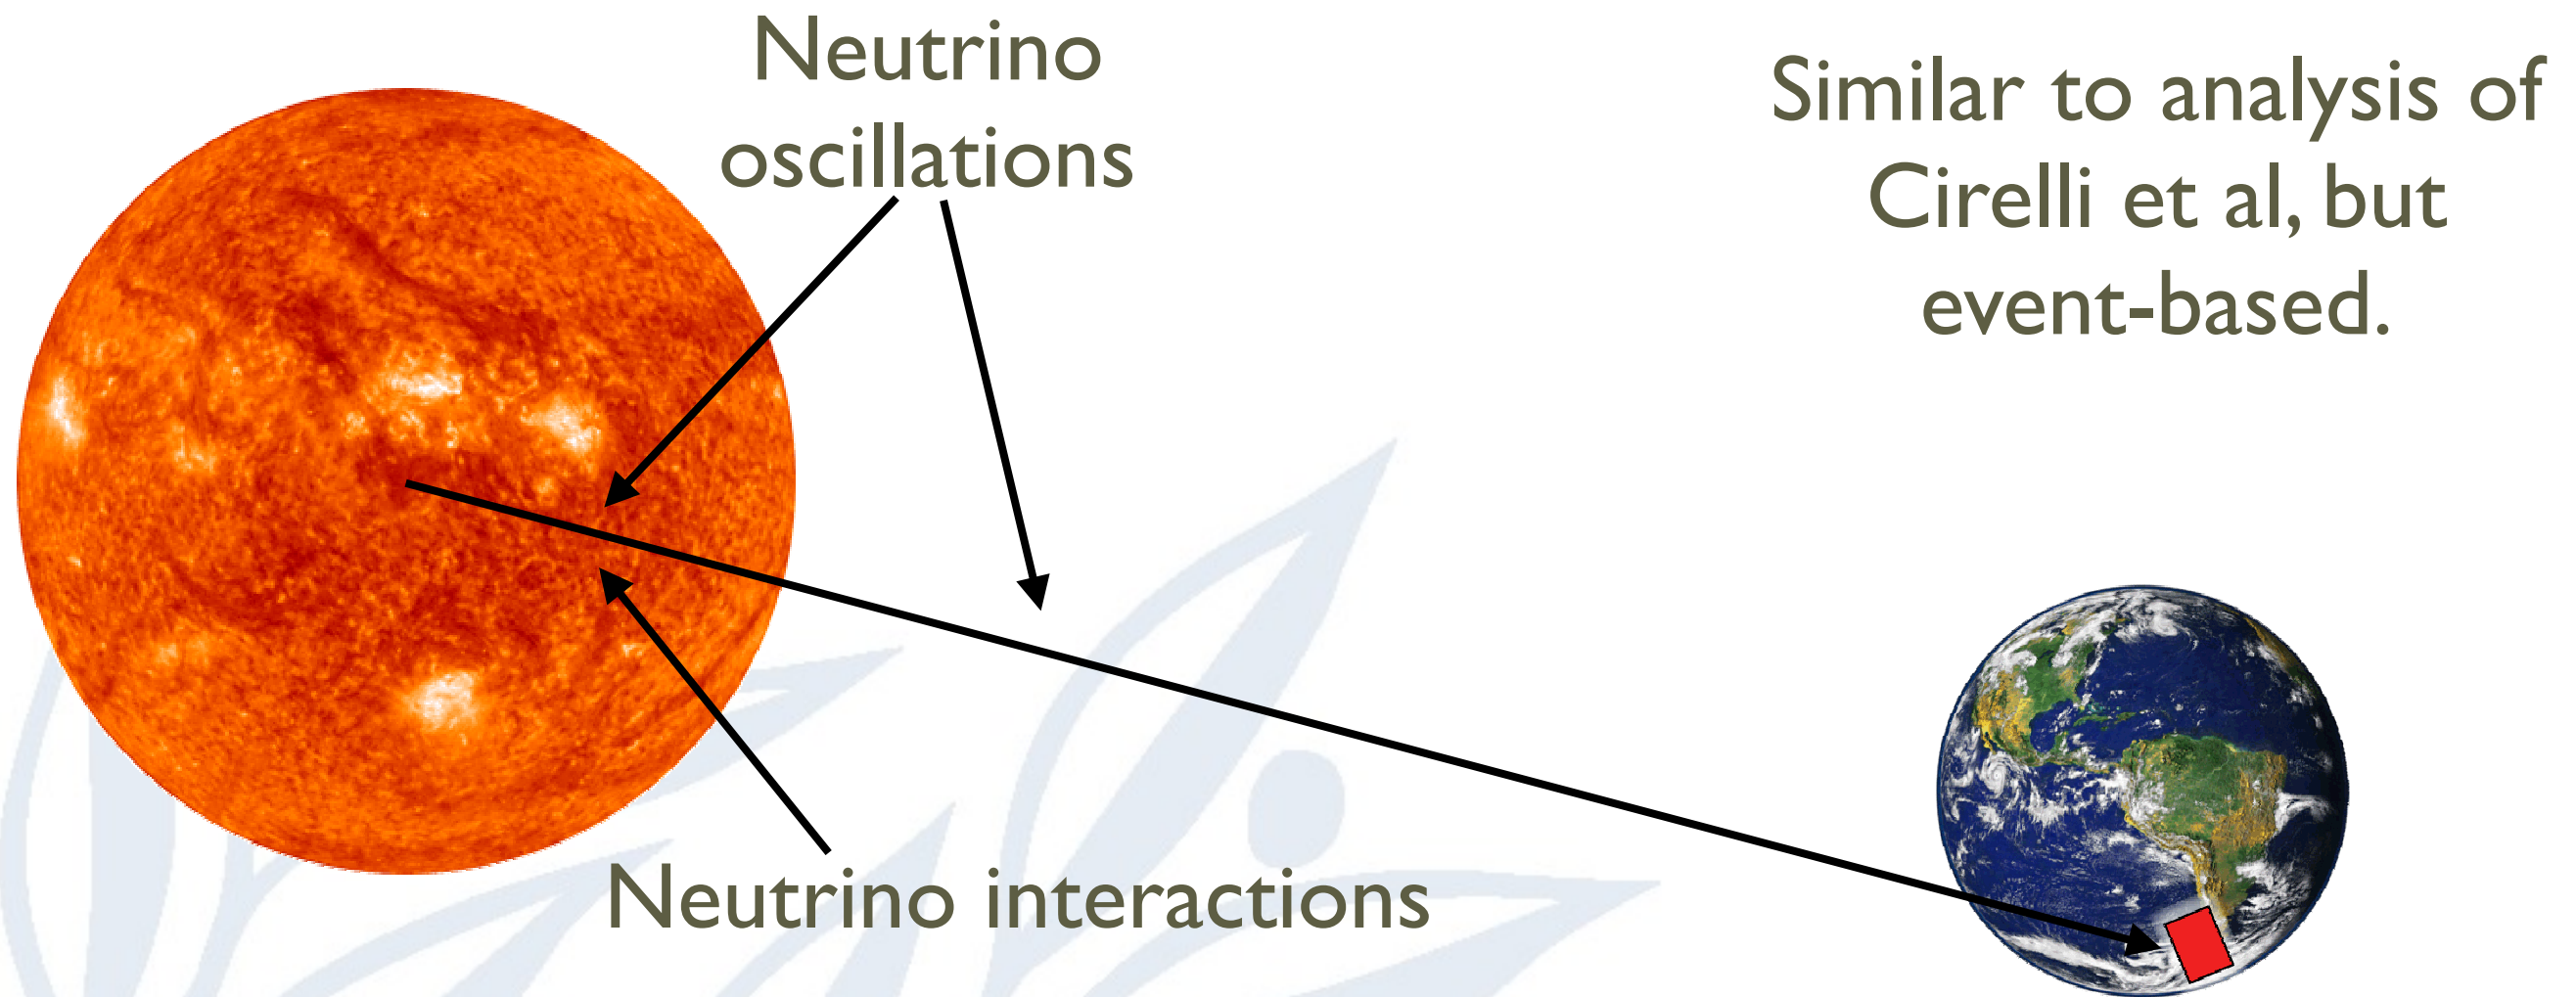 Neutrino
oscillations
Similar to analysis of
Cirelli et al, but
event-based.
Neutrino interactions